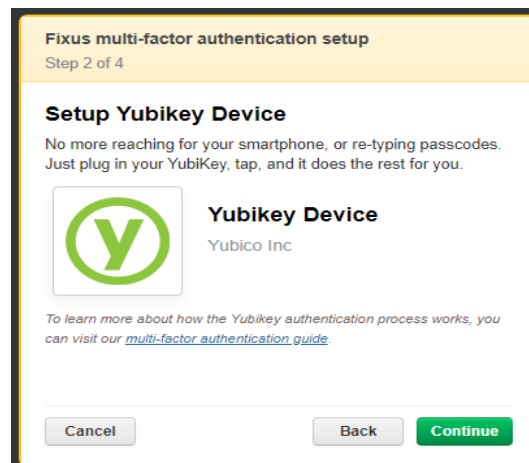 Fixus multi-factor authentication setup
Step 2 of 4
Setup Yubikey Device
No more reaching for your smartphone, or re-typing passcodes.
Just plug in your YubiKey, tap, and it does the rest for you.
y
Yubikey Device
Yubico Inc
To learn more about how the Yubikey authentication process works, you
can visit our multi-factor authentication guide.
Cancel
Back
Continue